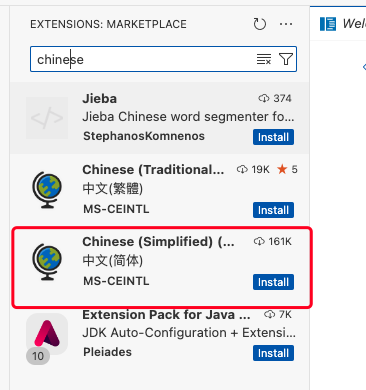 EXTENSIONS: MARKETPLACE
Wel
chinese
Jieba 374
Jieba Chinese word segmenter fo...
StephanosKomnenos Install
Chinese (Traditional... 19K 5
中文(繁體)
MS-CEINTL Install
Chinese (Simplified) (... 161K
中文(简体)
MS-CEINTL Install
Extension Pack for Java ... 7K
JDK Auto-Configuration + Extensi...
10 Pleiades Install